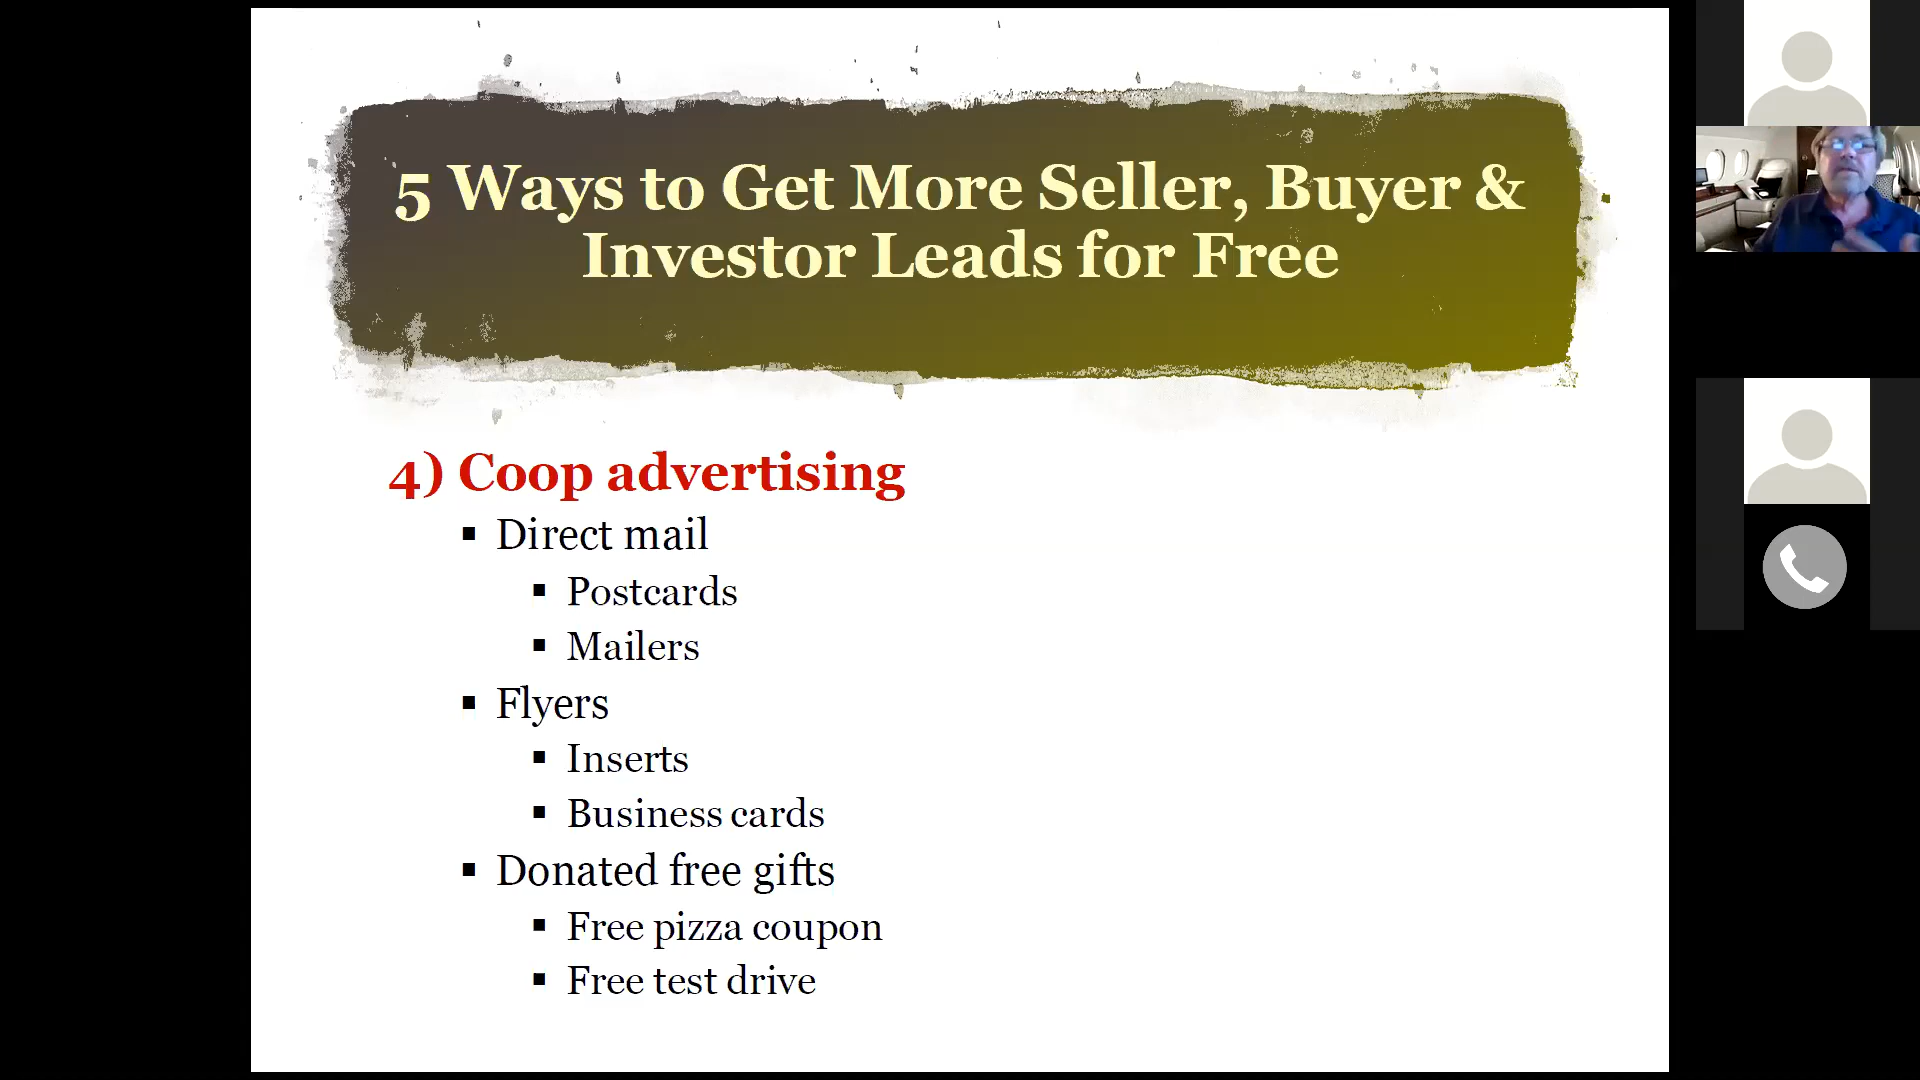 5 Ways to Get More Seller, Buyer &
Investor Leads for Free
4) Coop advertising
▪ Direct mail
▪ Postcards
▪ Mailers
▪ Flyers
▪ Inserts
▪ Business cards
▪ Donated free gifts
▪ Free pizza coupon
▪ Free test drive